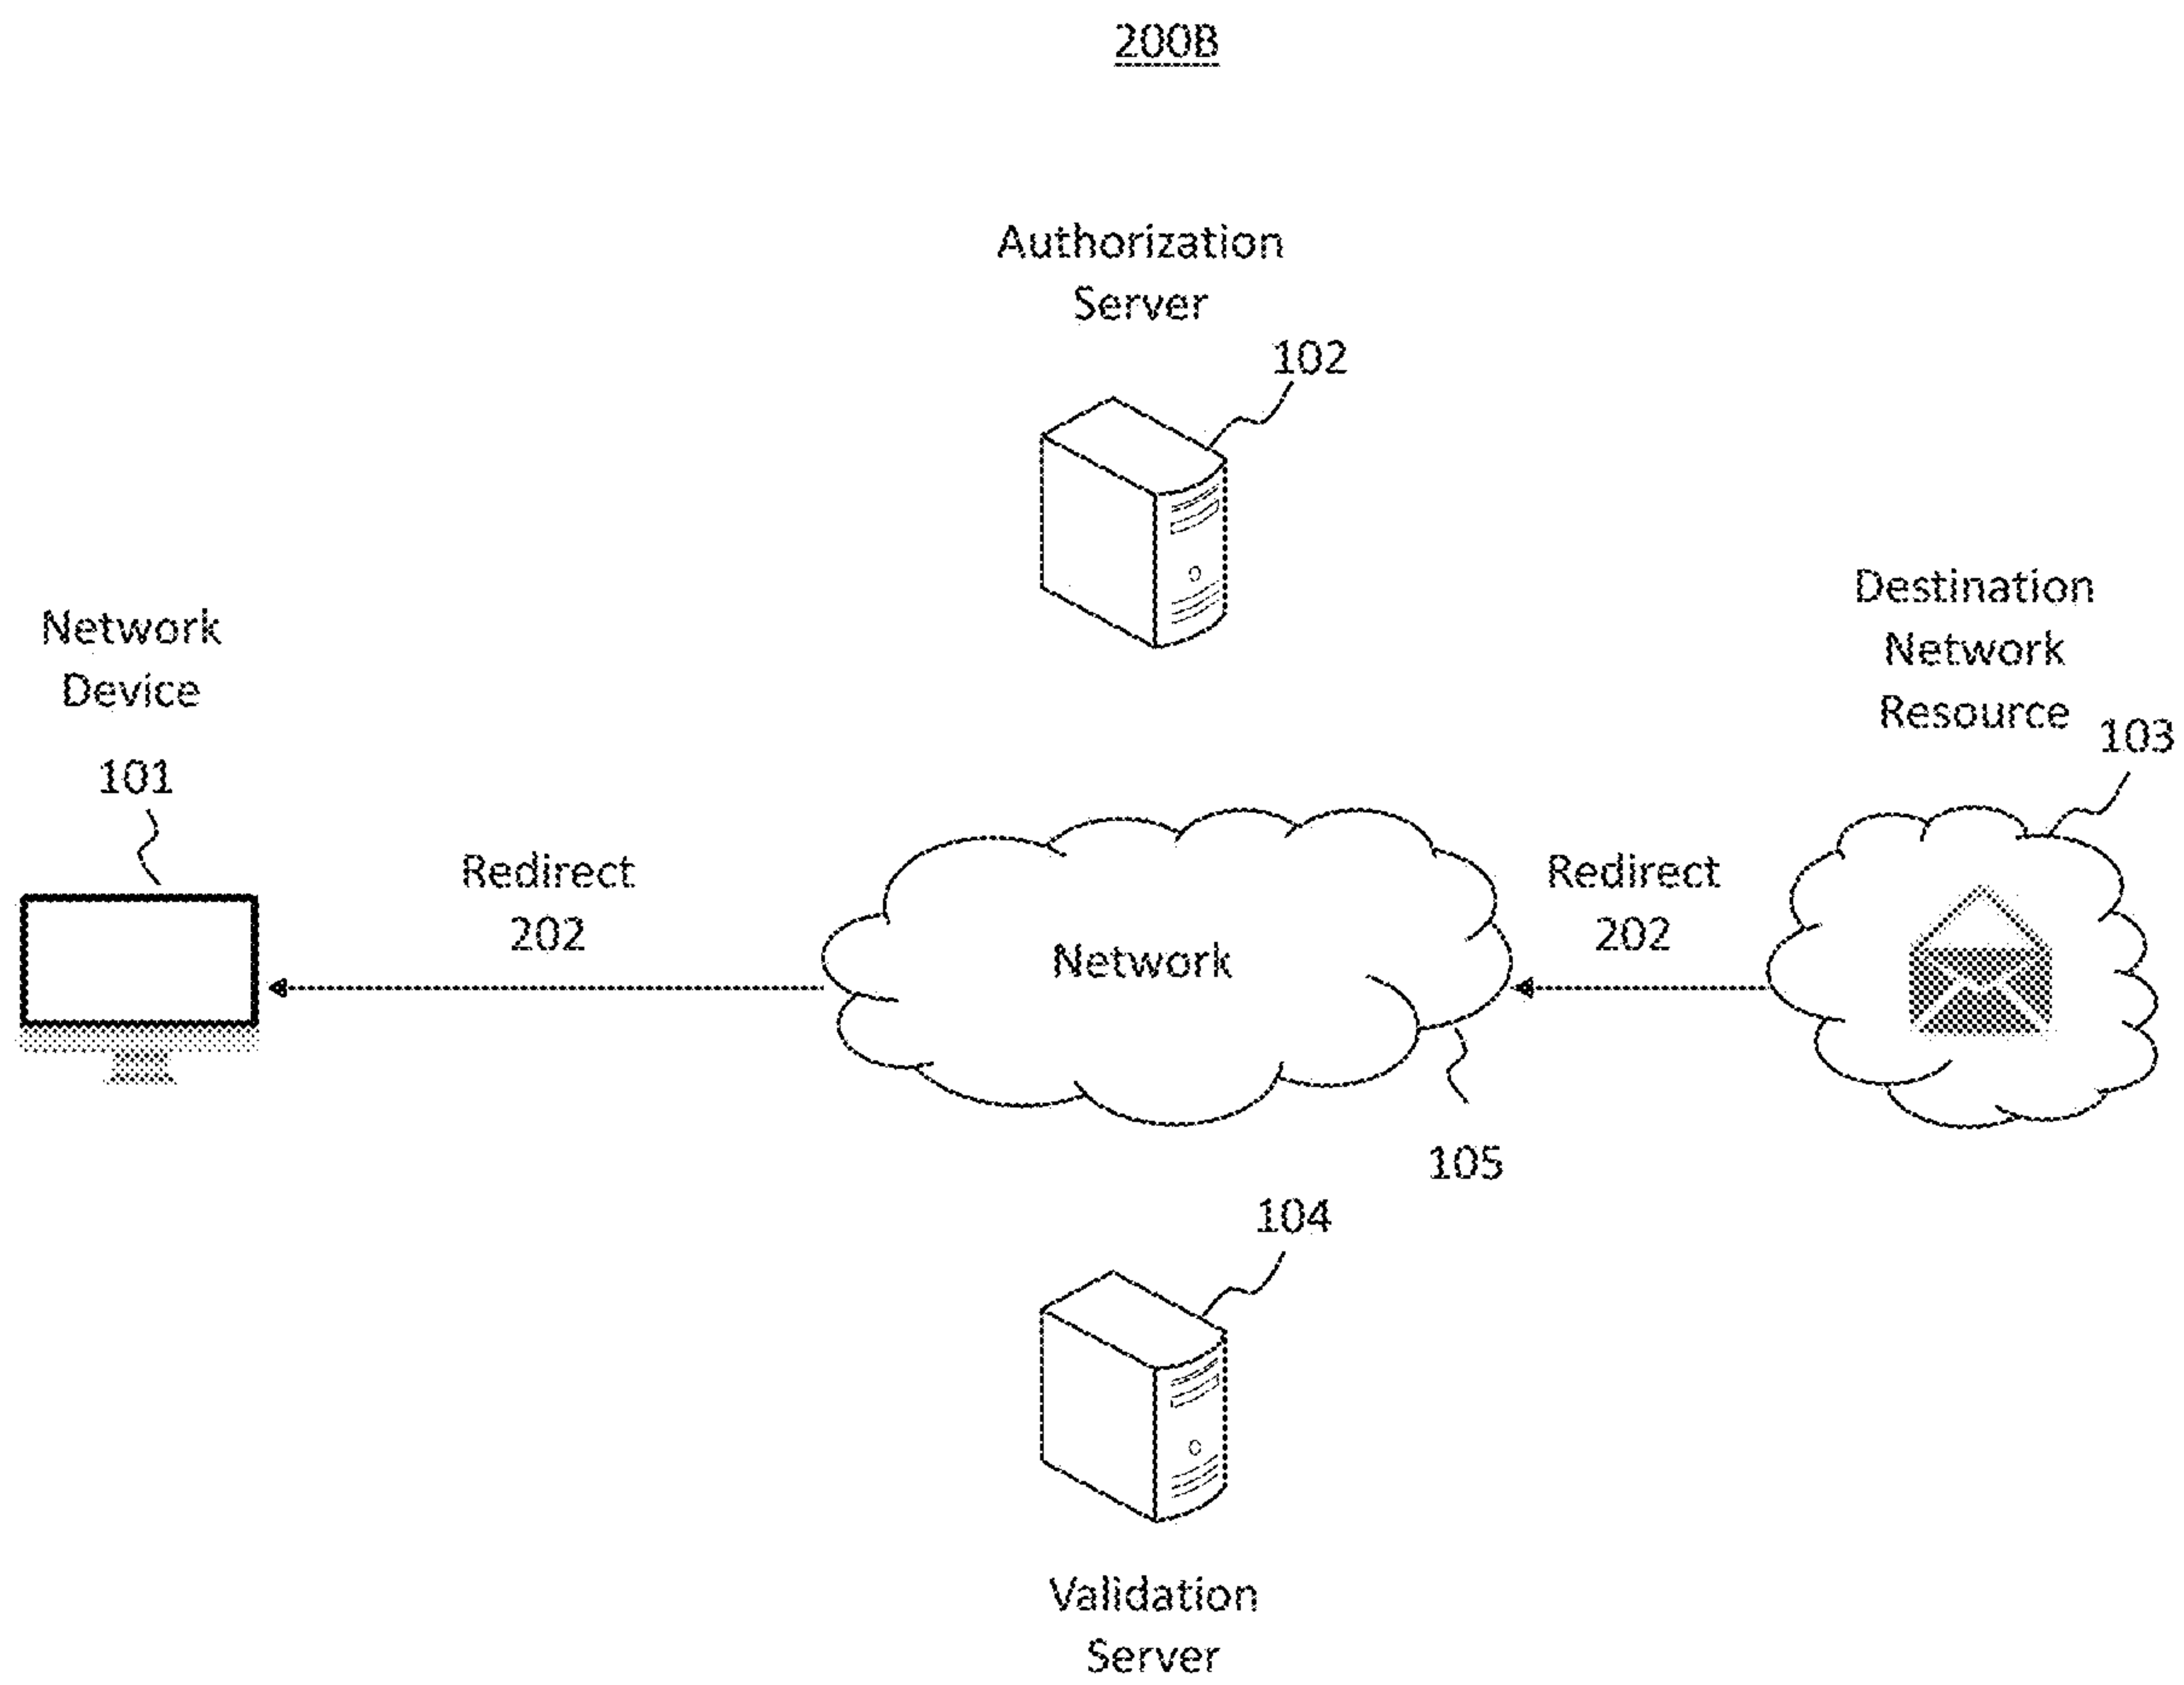 200B
Authorization
Server
102
Network
Device
101
Destination
Network
Resource
103
Redirect
202
Network
Redirect
202
105
104
Validation
Server